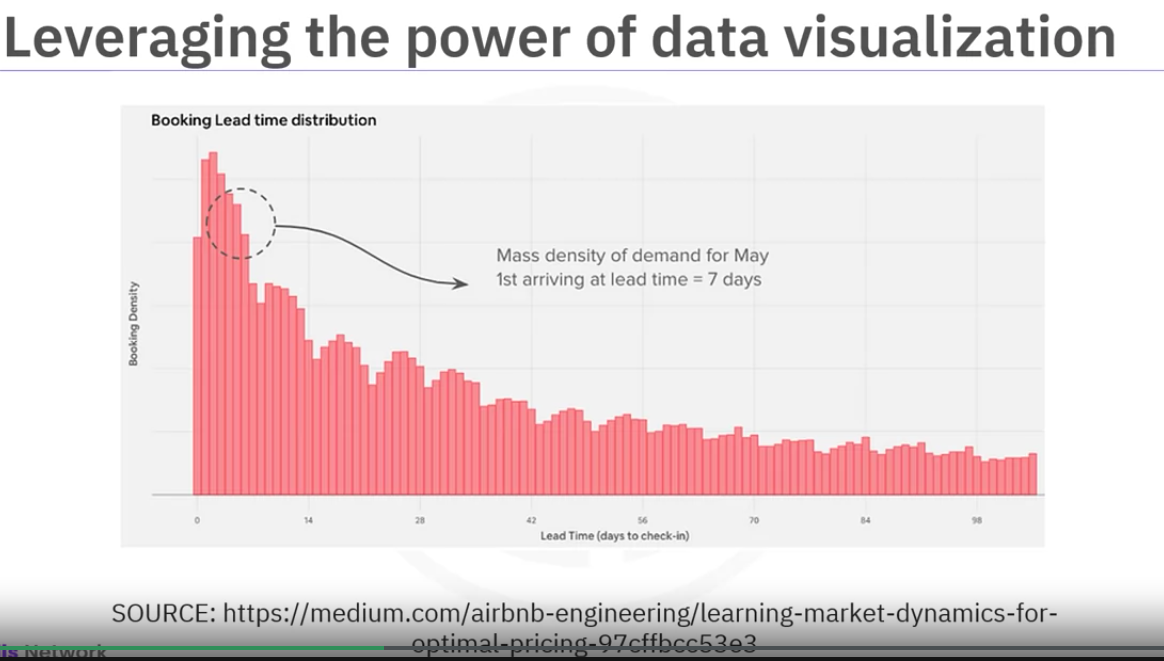 Leveraging the power of data visualization
Booking Lead time distribution
Mass density of demand for May
1st arriving at lead time = 7 days
Booking Density
0 14 28 42 56 70 84 98
Lead Time (days to check-in)
SOURCE: https://medium.com/airbnb-engineering/learning-market-dynamics-for-
optimal-pricing-97cffbcc53e3
is Network